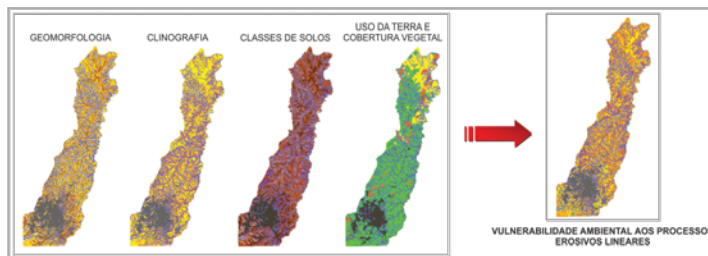 GEOMORFOLOGIA
CLINOGRAFIA
CLASSES DE SOLOS
USO DA TERRA E
COBERTURA VEGETAL
VULNERABILIDADE AMBIENTAL AOS PROCESSO
EROSIVOS LINEARES